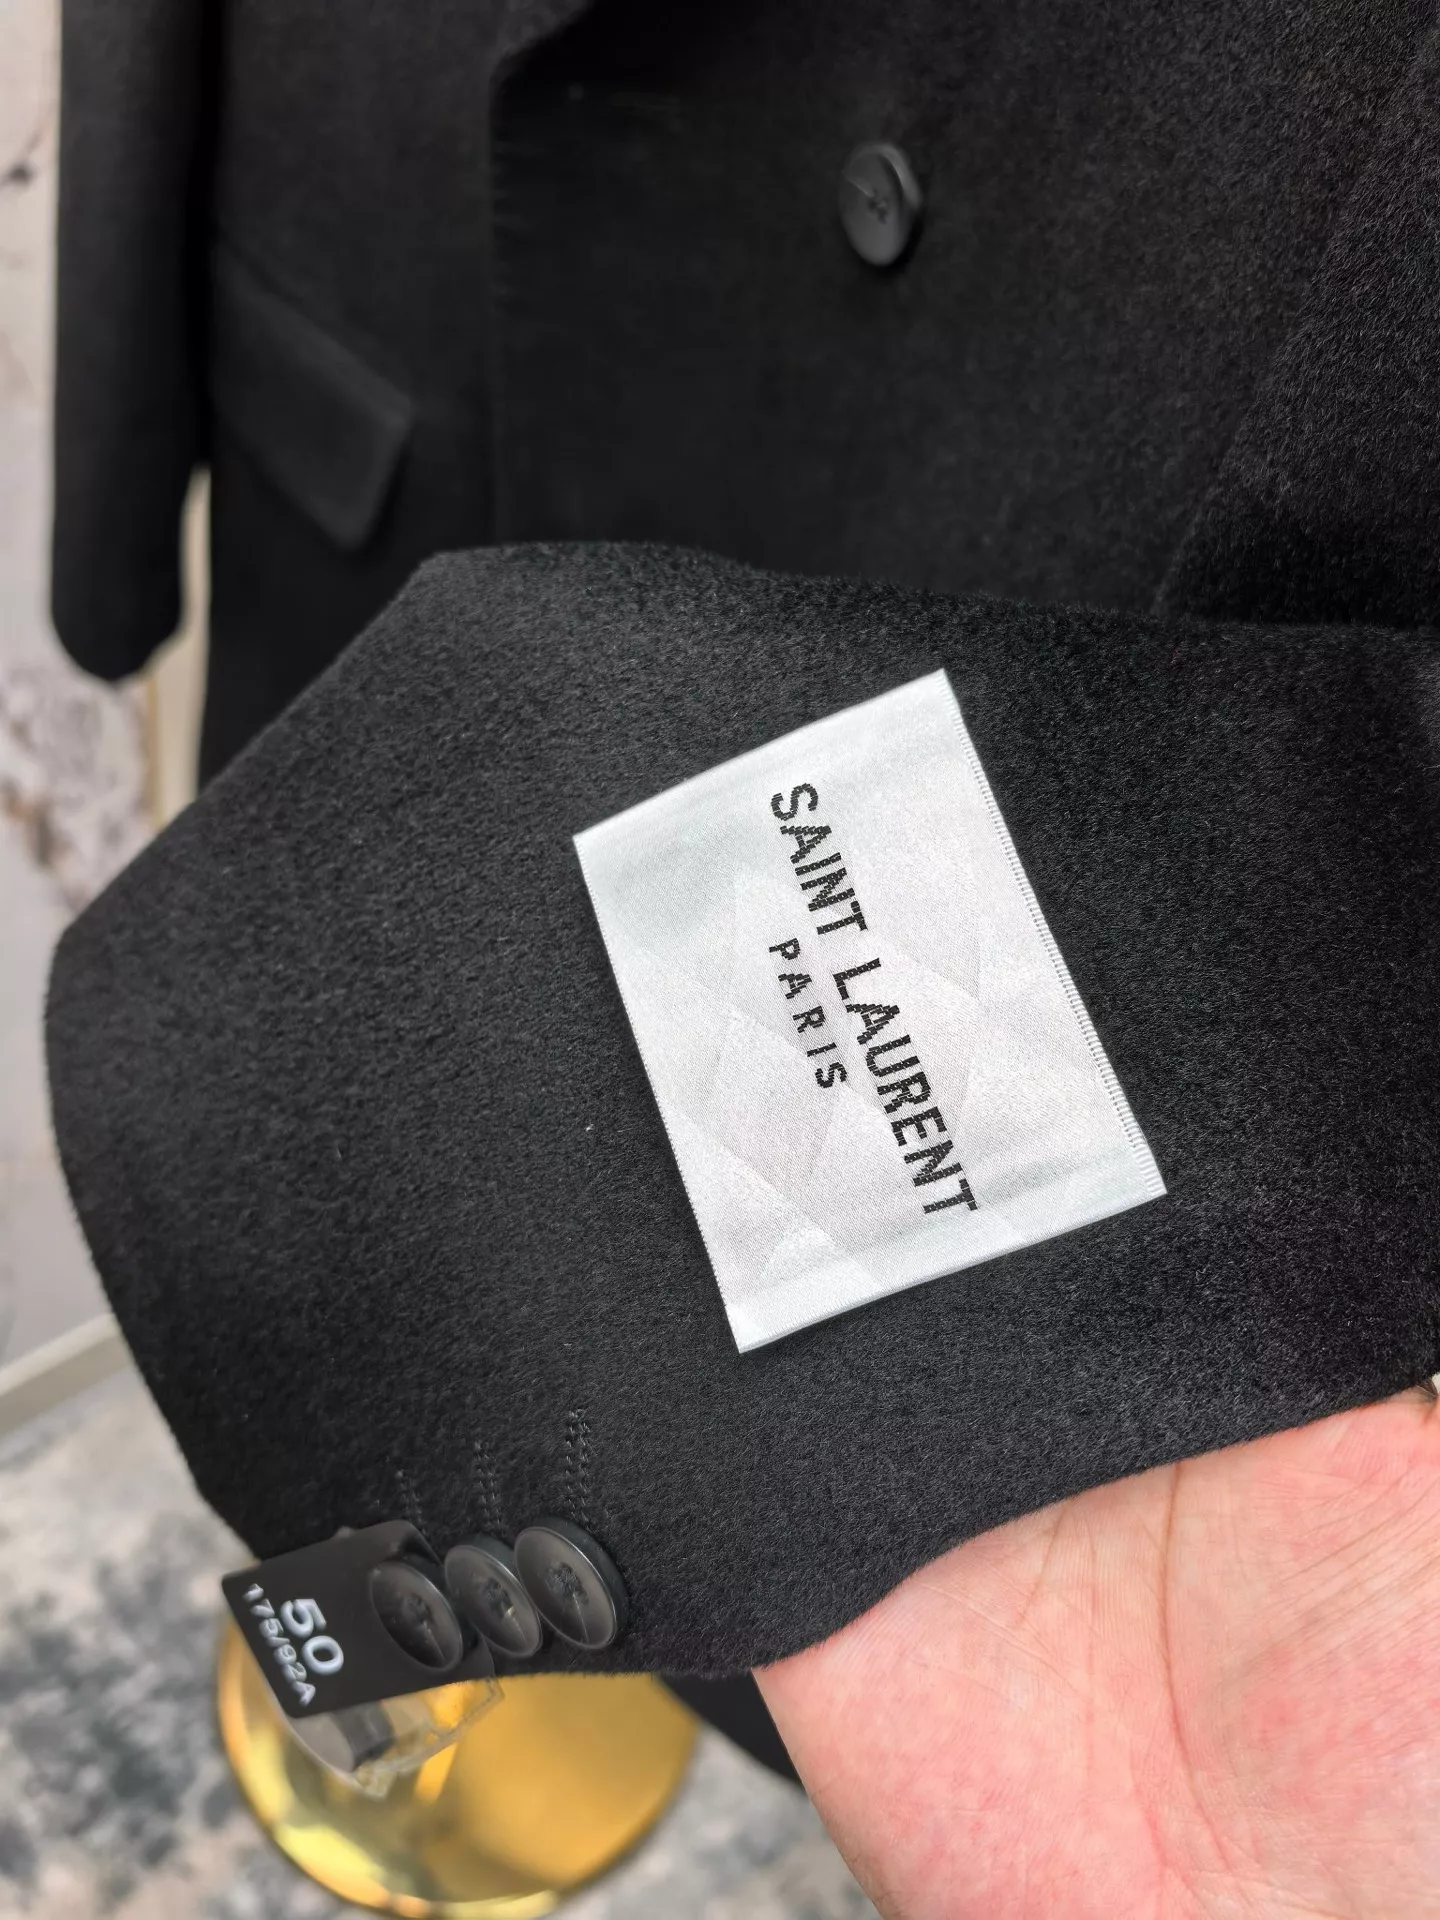 SAINT LAURENT
PARIS
50
175/92A